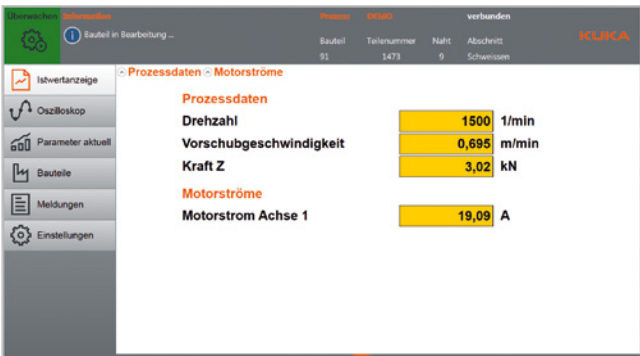 Überwachen Information Prozess DEMO verbunden
Bauteil in Bearbeitung ...
Bauteil Teilenummer Naht Abschnitt
91 1473 9 Schweissen
KUKA
Istwertanzeige
Prozessdaten Motorströme
Prozessdaten
Oszilloskop
Drehzahl 1500 1/min
Parameter aktuell
Vorschubgeschwindigkeit 0,695 m/min
Kraft Z 3,02 kN
Bauteile
Motorströme
Meldungen
Motorstrom Achse 1 19,09 A
Einstellungen